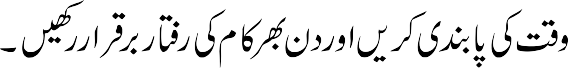 وقت کی پابندی کریں اور دن بھر کام کی رفتار برقرار رکھیں ۔